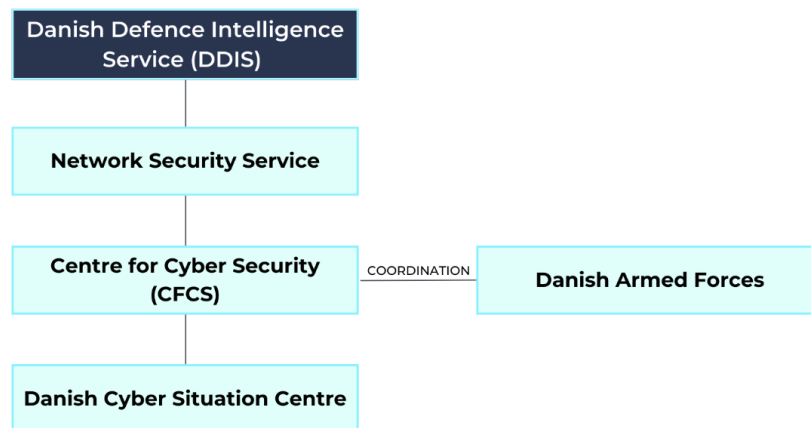 Danish Defence Intelligence
Service (DDIS)
Network Security Service
Centre for Cyber Security
(CFCS)
COORDINATION
Danish Armed Forces
Danish Cyber Situation Centre